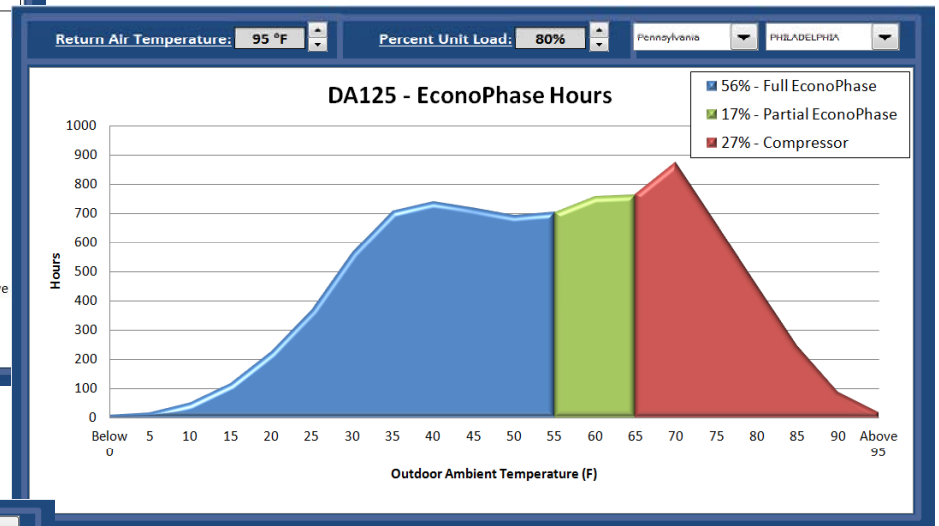 Return Air Temperature: 95 °F Percent Unit Load: 80% Pennsylvania PHILADELPHIA
DA125 - EconoPhase Hours
56% - Full EconoPhase
17% - Partial EconoPhase
27% - Compressor
1000
900
800
700
600
500
400
300
200
100
0
Hours
Below 0 5 10 15 20 25 30 35 40 45 50 55 60 65 70 75 80 85 90 Above 95
Outdoor Ambient Temperature (F)